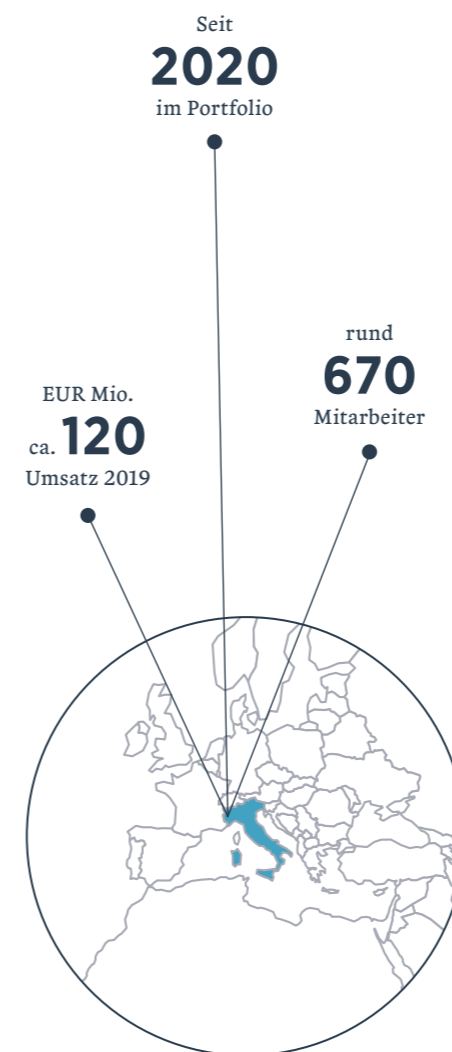 Seit
2020
im Portfolio
rund
670
Mitarbeiter
EUR Mio.
ca. 120
Umsatz 2019